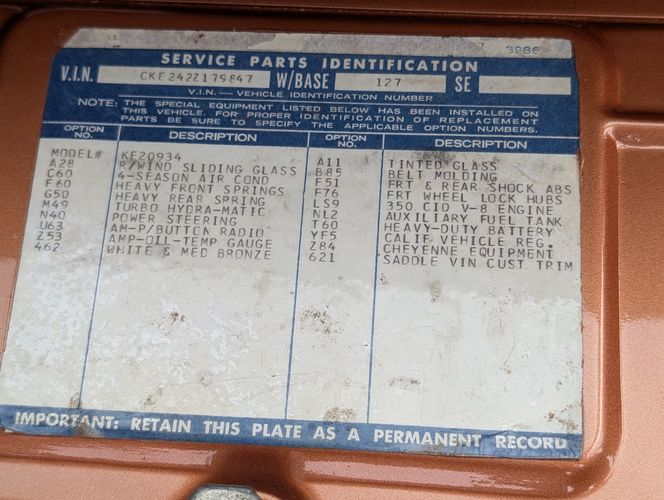 3986
SERVICE PARTS IDENTIFICATION
V.I.N. CKE242Z179847 W/BASE 127 SE
V.I.N. — VEHICLE IDENTIFICATION NUMBER
NOTE: THE SPECIAL EQUIPMENT LISTED BELOW HAS BEEN INSTALLED ON
THIS VEHICLE. FOR PROPER IDENTIFICATION OF REPLACEMENT
PARTS BE SURE TO SPECIFY THE APPLICABLE OPTION NUMBERS.
OPTION NO. DESCRIPTION OPTION NO. DESCRIPTION
MODEL# KE20934
A28 R/WIND SLIDING GLASS A11 TINTED GLASS
C60 4-SEASON AIR COND B85 BELT MOLDING
F60 HEAVY FRONT SPRINGS F51 FRT & REAR SHOCK ABS
G50 HEAVY REAR SPRING F76 FRT WHEEL LOCK HUBS
M49 TURBO HYDRA-MATIC LS9 350 CID V-8 ENGINE
N40 POWER STEERING NL2 AUXILIARY FUEL TANK
U63 AM-P/BUTTON RADIO T60 HEAVY-DUTY BATTERY
Z53 AMP-OIL-TEMP GAUGE YF5 CALIF VEHICLE REG.
462 WHITE & MED BRONZE Z84 CHEYENNE EQUIPMENT
621 SADDLE VIN CUST TRIM
IMPORTANT: RETAIN THIS PLATE AS A PERMANENT RECORD